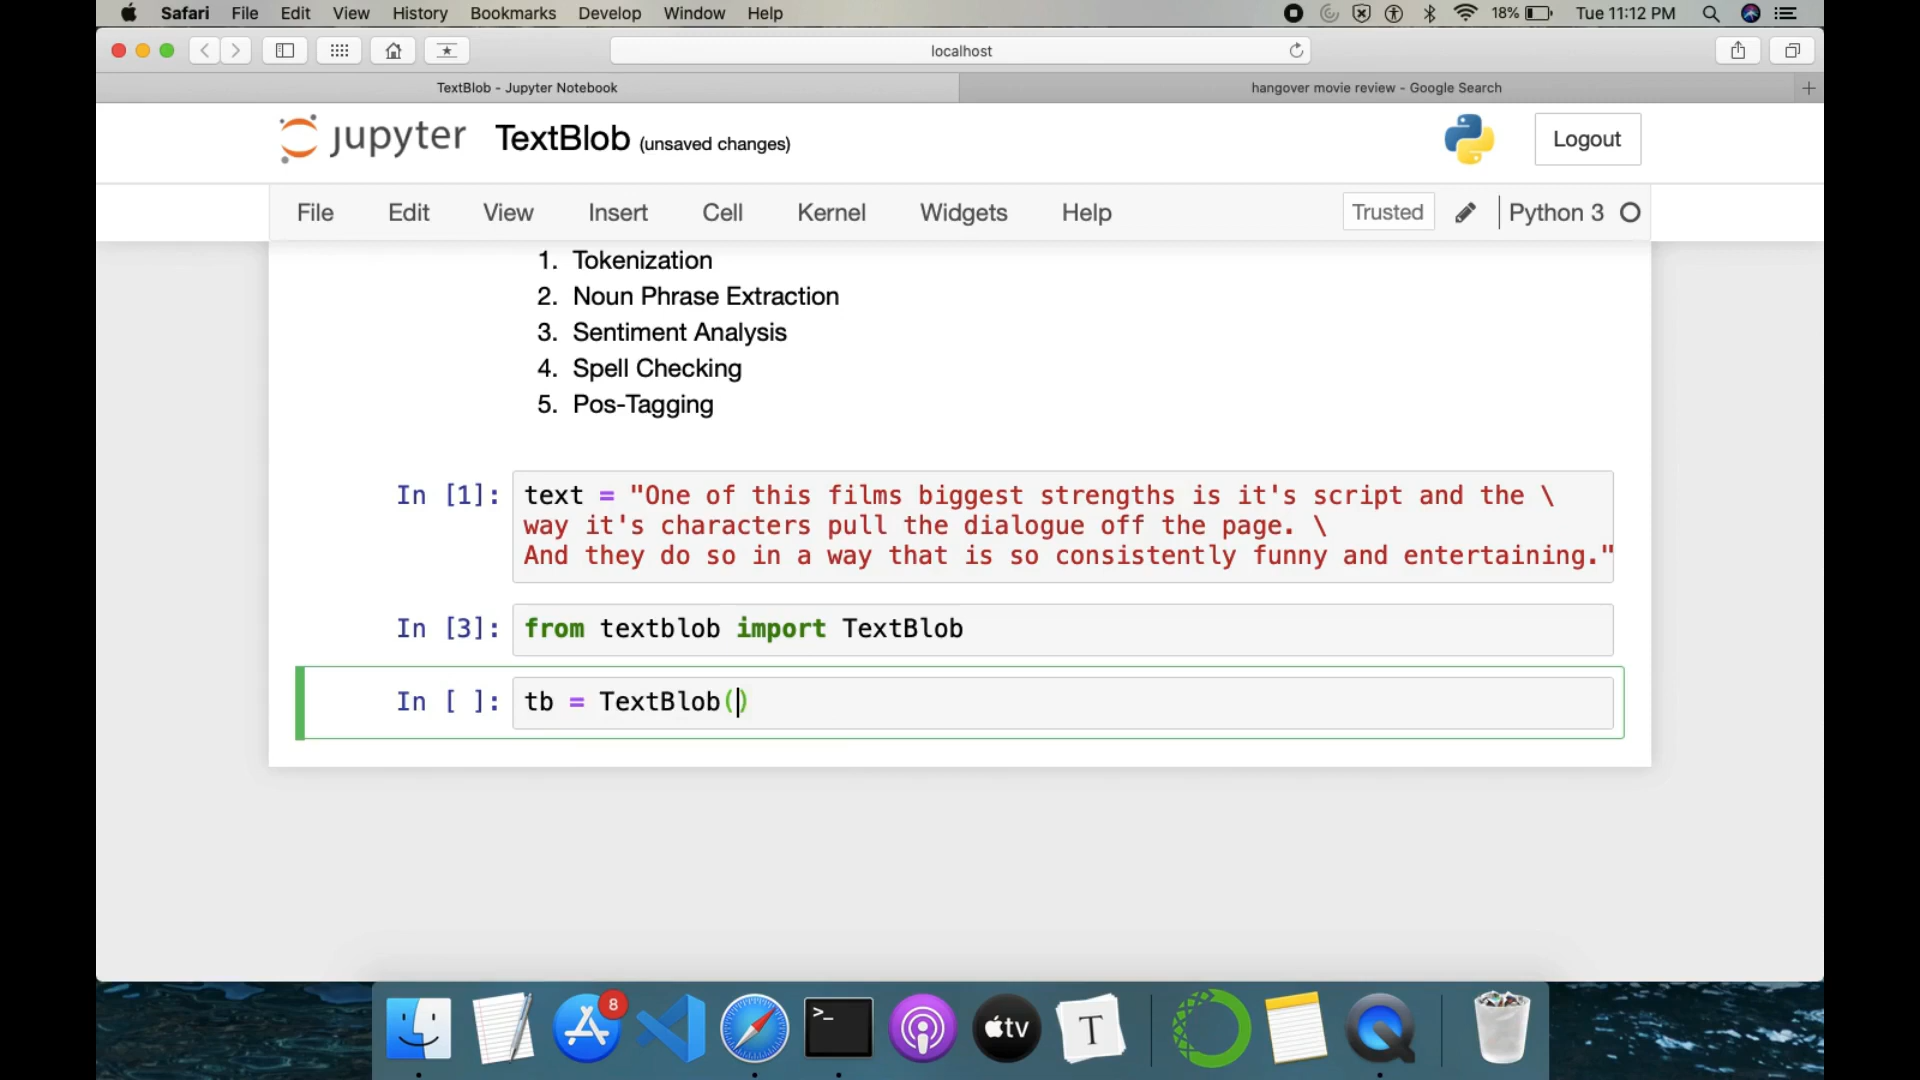 Safari File Edit View History Bookmarks Develop Window Help 18% Tue 11:12 PM
localhost
TextBlob - Jupyter Notebook hangover movie review - Google Search
jupyter TextBlob (unsaved changes) Logout
File Edit View Insert Cell Kernel Widgets Help Trusted Python 3
1. Tokenization
2. Noun Phrase Extraction
3. Sentiment Analysis
4. Spell Checking
5. Pos-Tagging
In [1]: text = "One of this films biggest strengths is it's script and the \
way it's characters pull the dialogue off the page. \
And they do so in a way that is so consistently funny and entertaining."
In [3]: from textblob import TextBlob
In [ ]: tb = TextBlob()
8
>_
tv
T